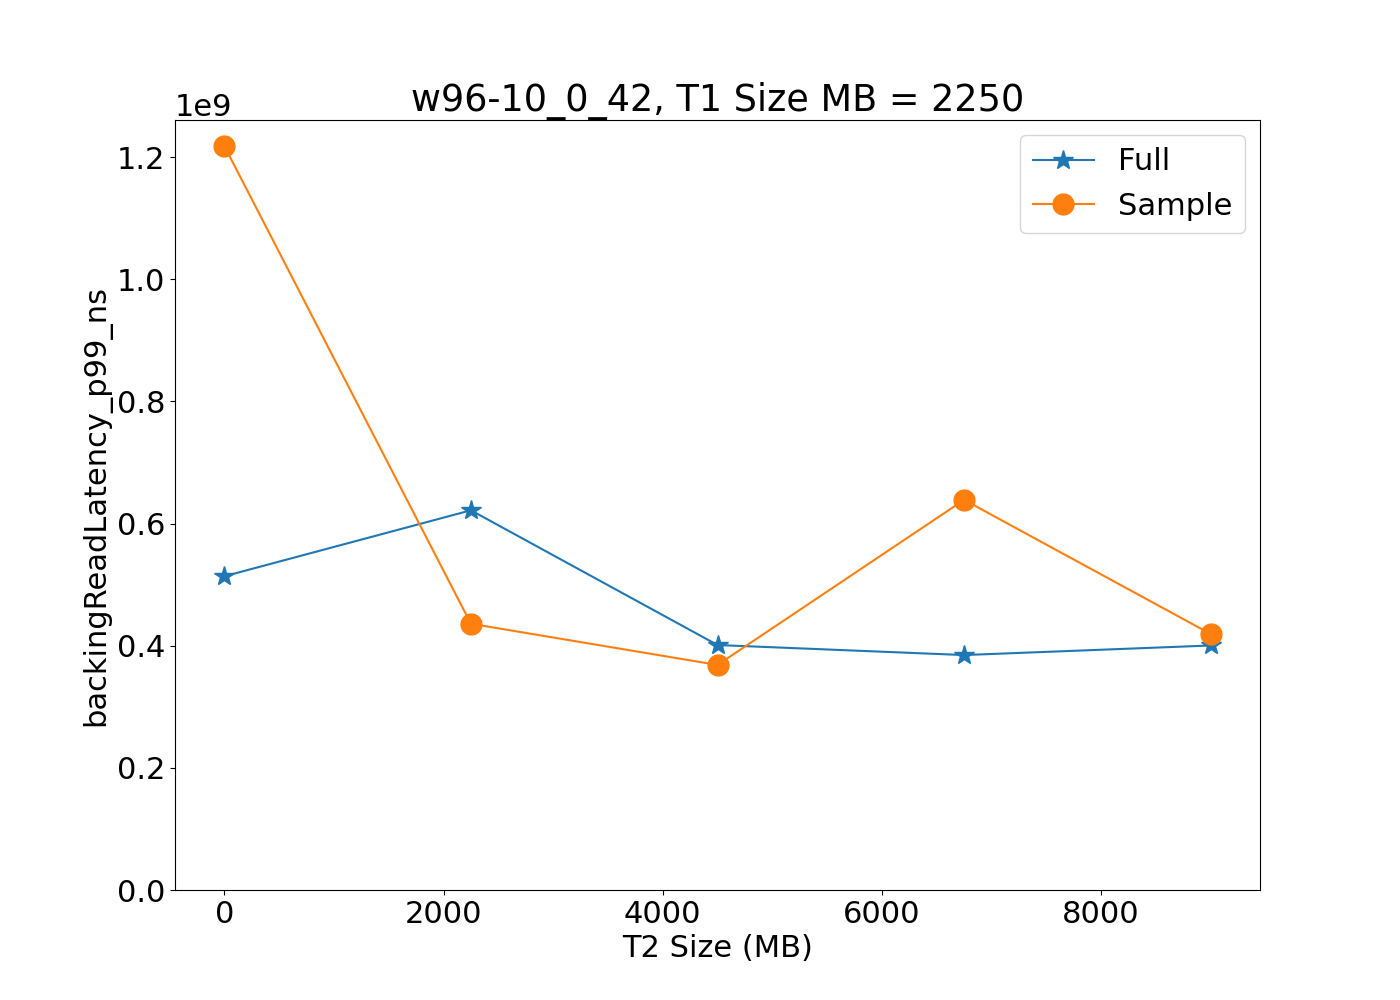 w96-10_0_42, T1 Size MB = 2250
1e9
Full
Sample
1.2
1.0
0.8
0.6
0.4
0.2
0.0
backingReadLatency_p99_ns
0 2000 4000 6000 8000
T2 Size (MB)